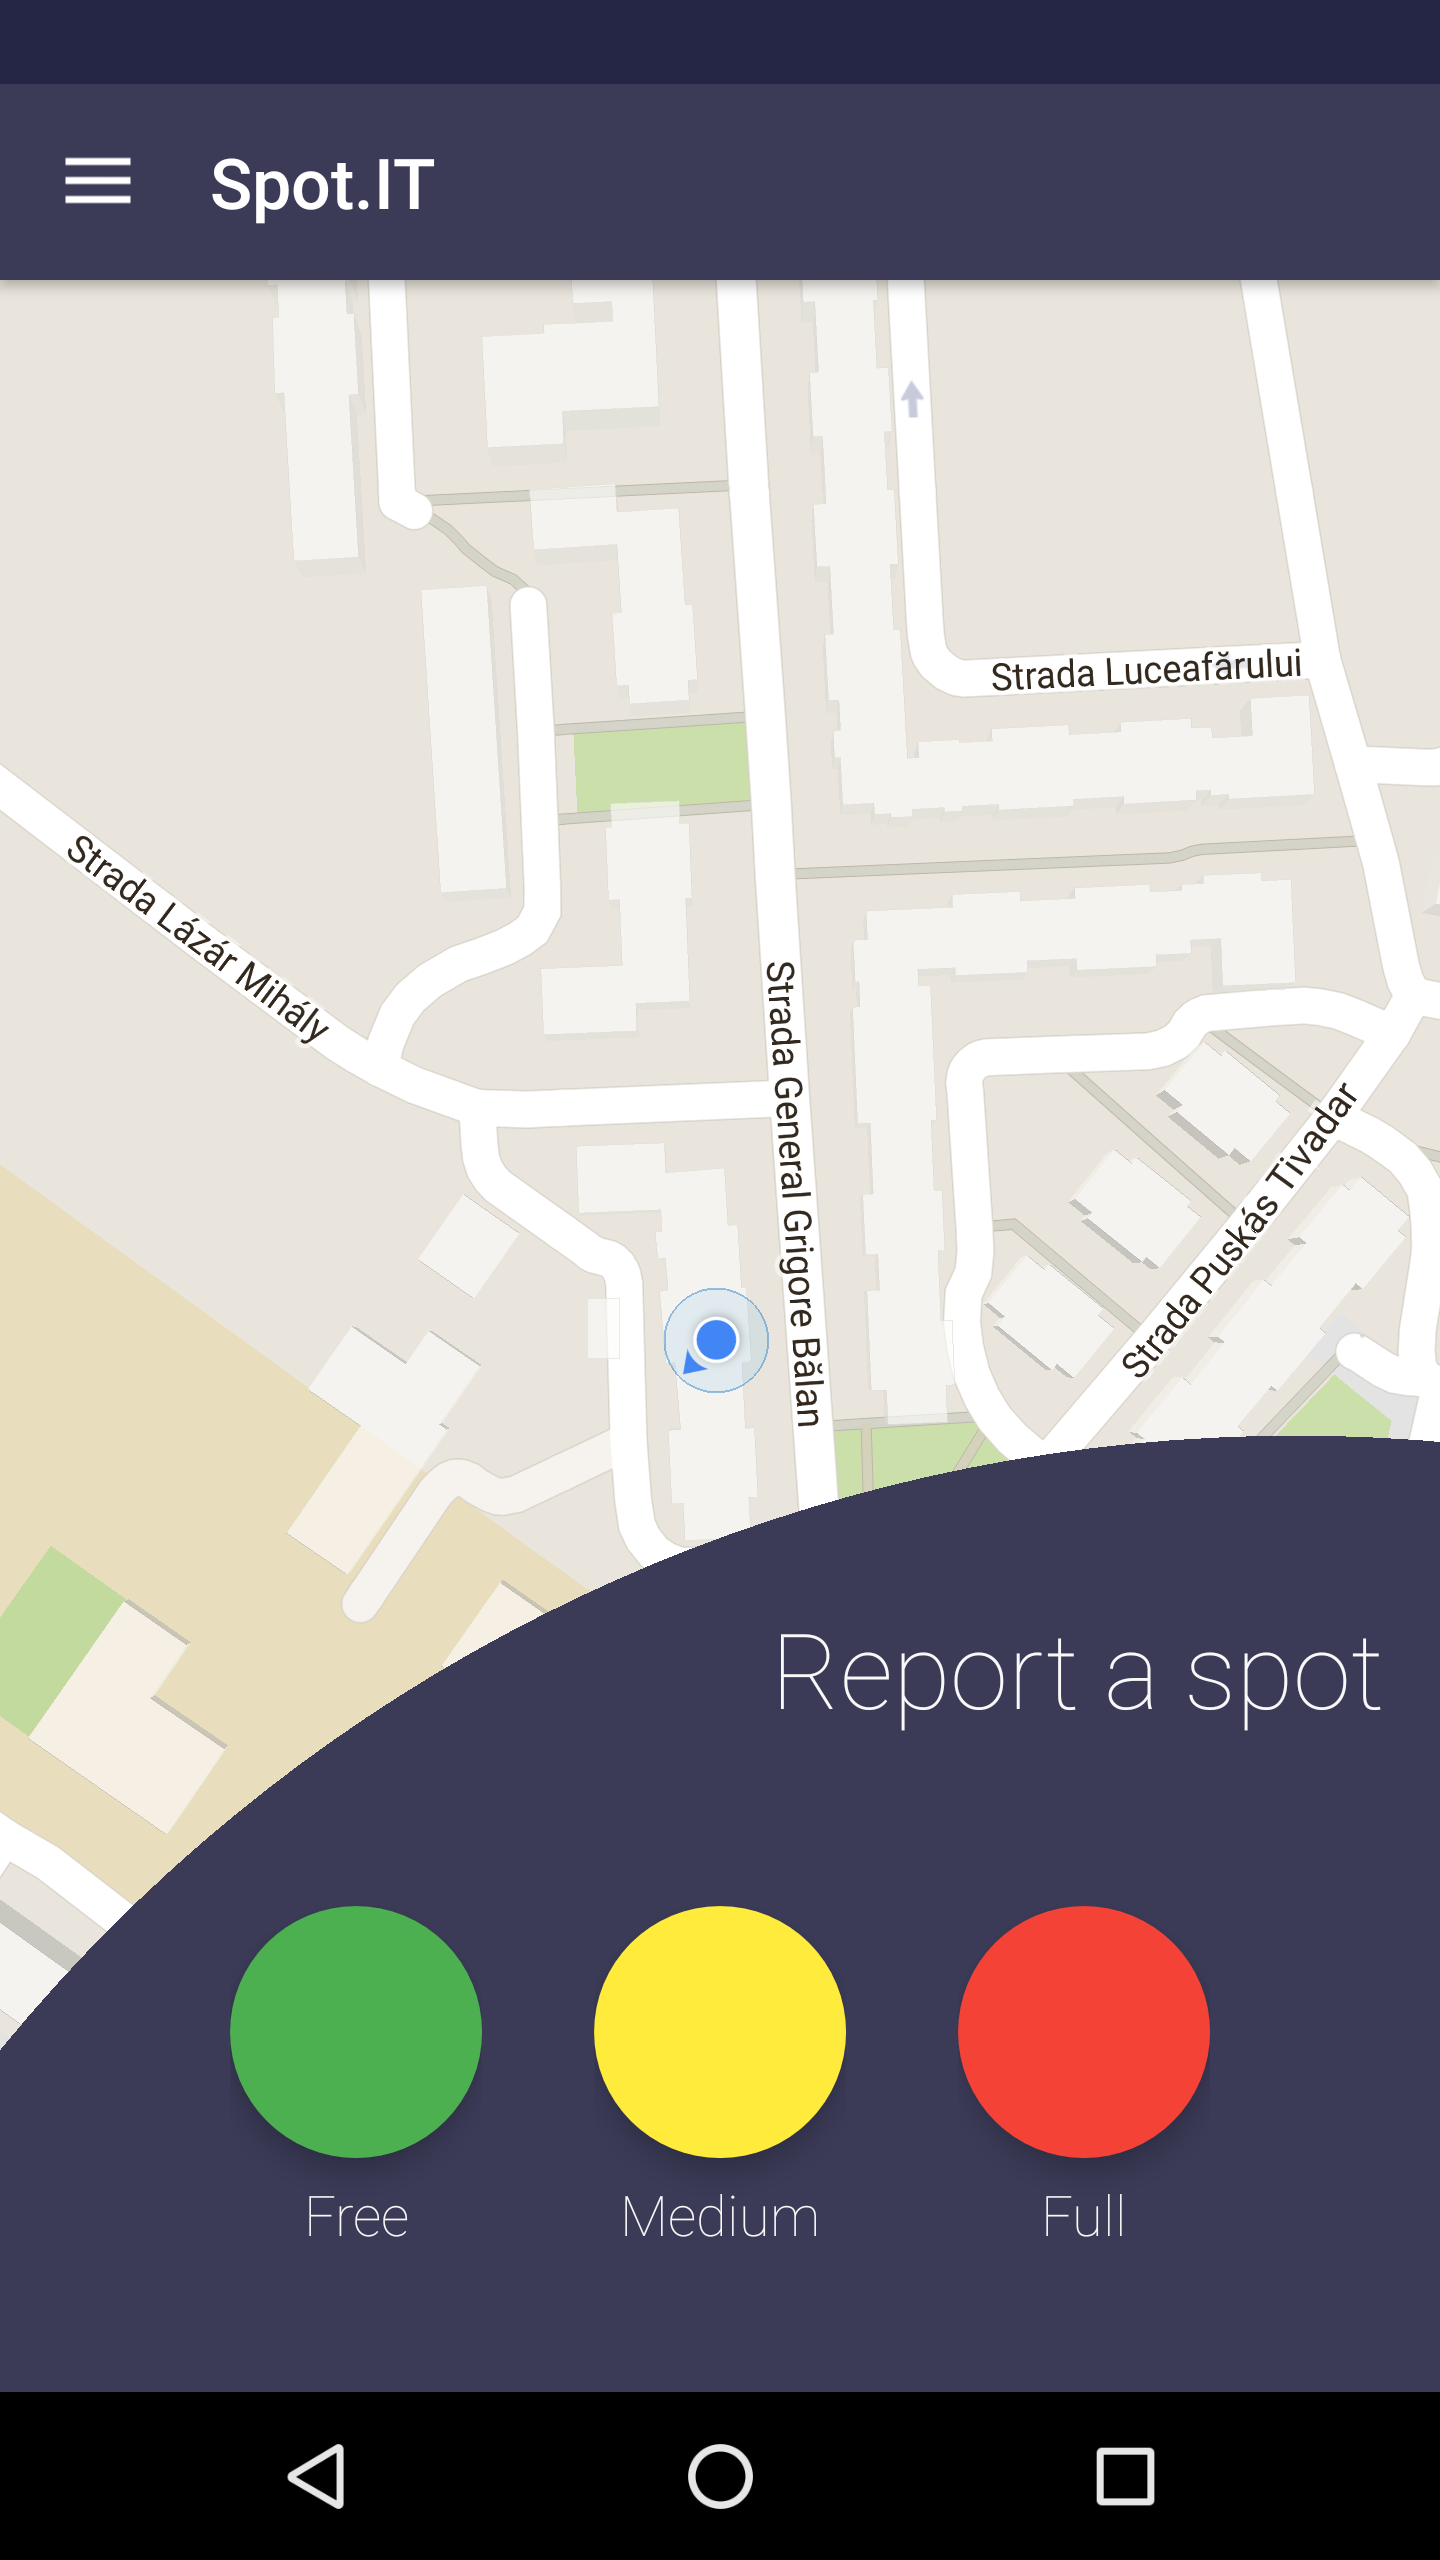 Spot.IT
Strada Luceafărului
Strada Lázár Mihály
Strada General Grigore Bălan
Strada Puskás Tivadar
Report a spot
Free
Medium
Full